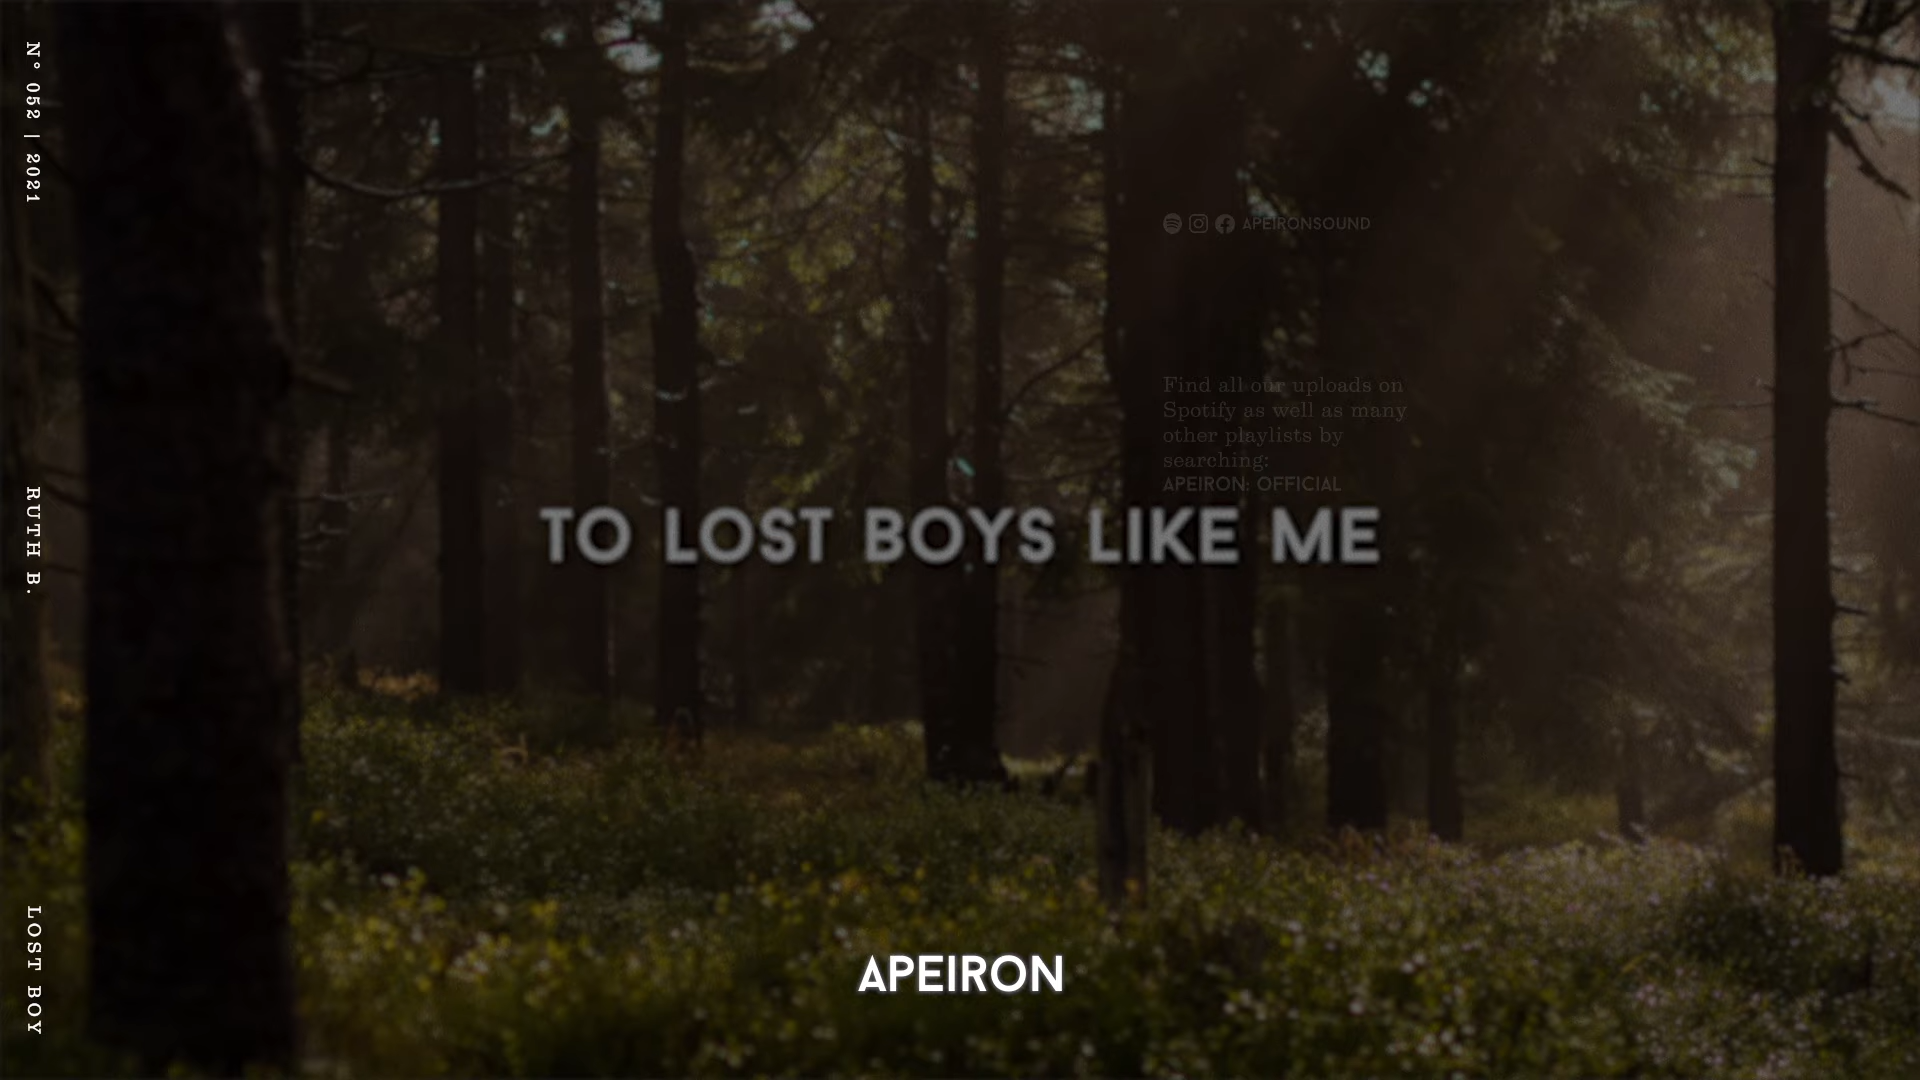 N° 052 | 2021
RUTH B.
LOST BOY
APEIRONSOUND
Find all our uploads on
Spotify as well as many
other playlists by
searching:
APEIRON: OFFICIAL
TO LOST BOYS LIKE ME
APEIRON